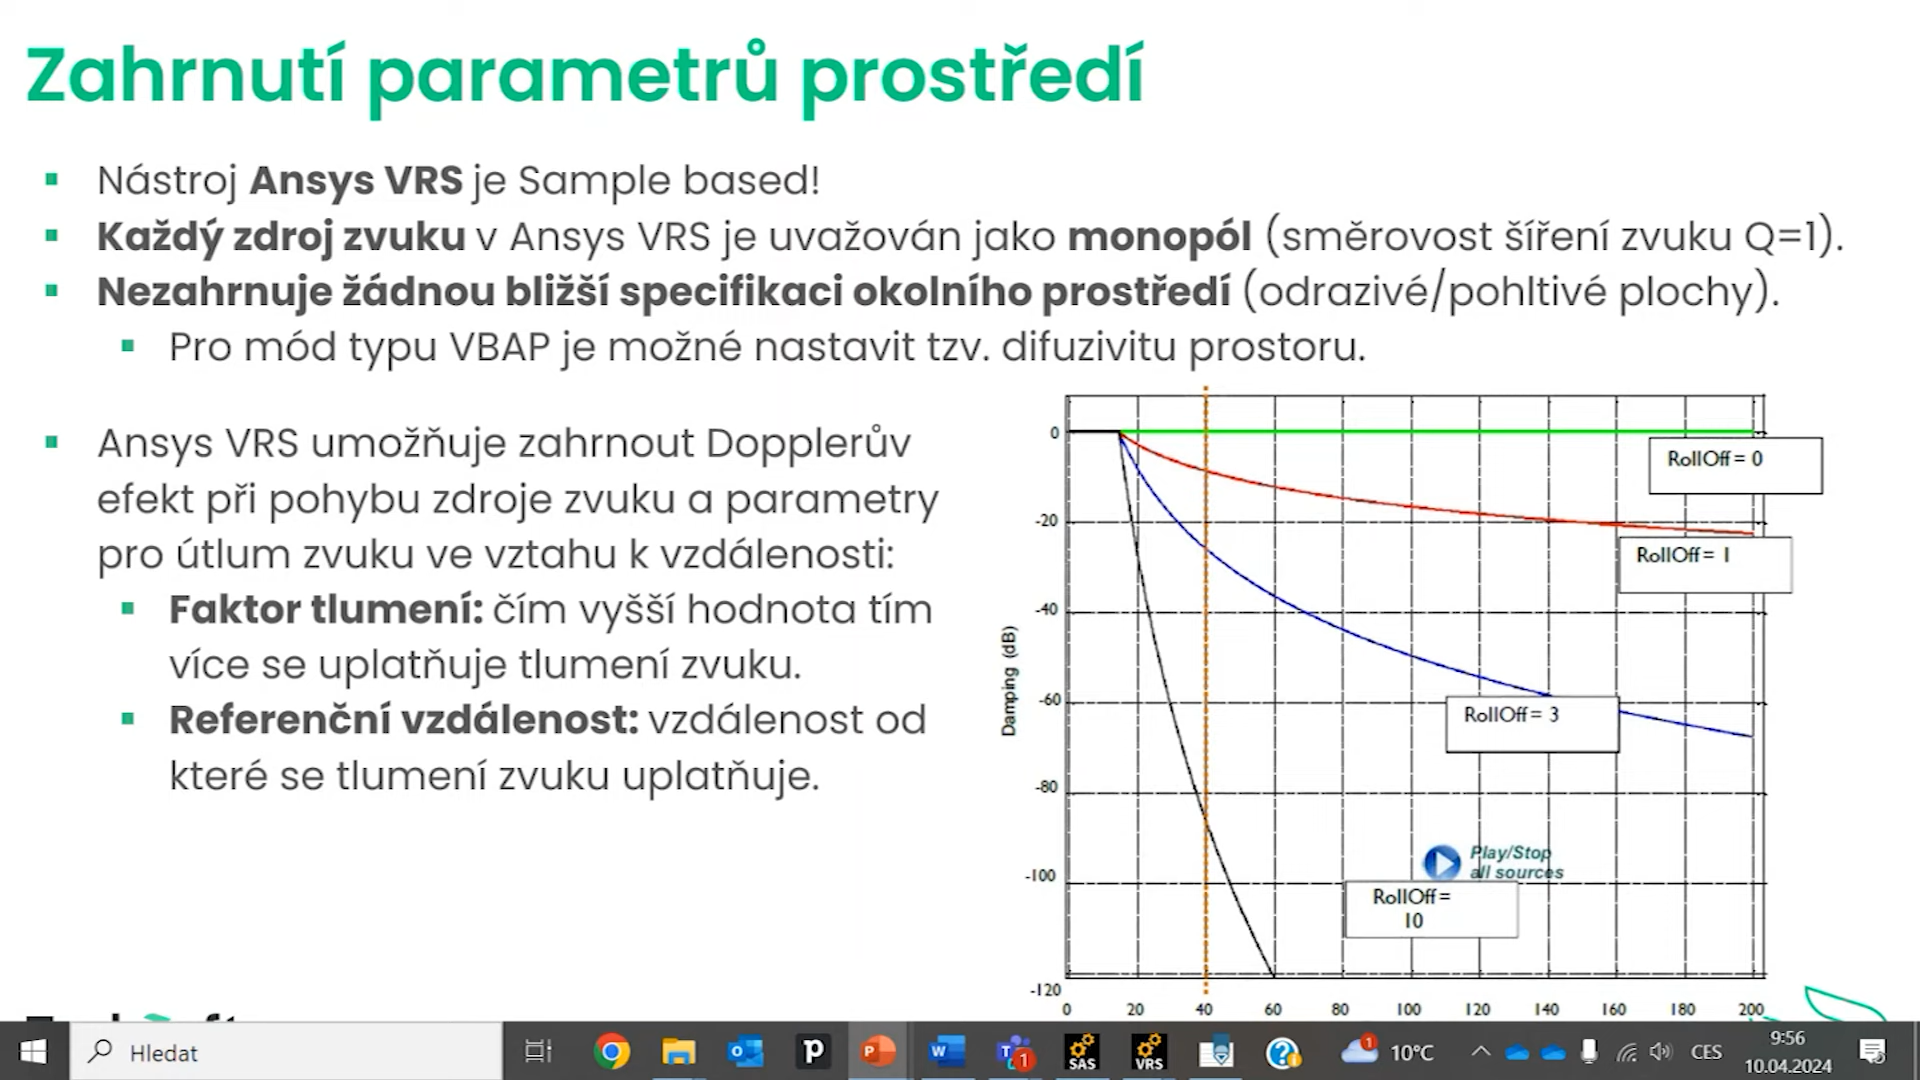 Zahrnutí parametrů prostředí
Nástroj Ansys VRS je Sample based!
Každý zdroj zvuku v Ansys VRS je uvažován jako monopól (směrovost šíření zvuku Q=1).
Nezahrnuje žádnou bližší specifikaci okolního prostředí (odrazivé/pohltivé plochy).
Pro mód typu VBAP je možné nastavit tzv. difuzivitu prostoru.
Ansys VRS umožňuje zahrnout Dopplerův
efekt při pohybu zdroje zvuku a parametry
pro útlum zvuku ve vztahu k vzdálenosti:
Faktor tlumení: čím vyšší hodnota tím
více se uplatňuje tlumení zvuku.
Referenční vzdálenost: vzdálenost od
které se tlumení zvuku uplatňuje.
Damping (dB)
0
-20
-40
-60
-80
-100
-120
RollOff = 0
RollOff = 1
RollOff = 3
Play/Stop
all sources
RollOff =
10
0 20 40 60 80 100 120 140 160 180 200
Hledat
SAS
VRS
1
1
10°C
CES
9:56
10.04.2024